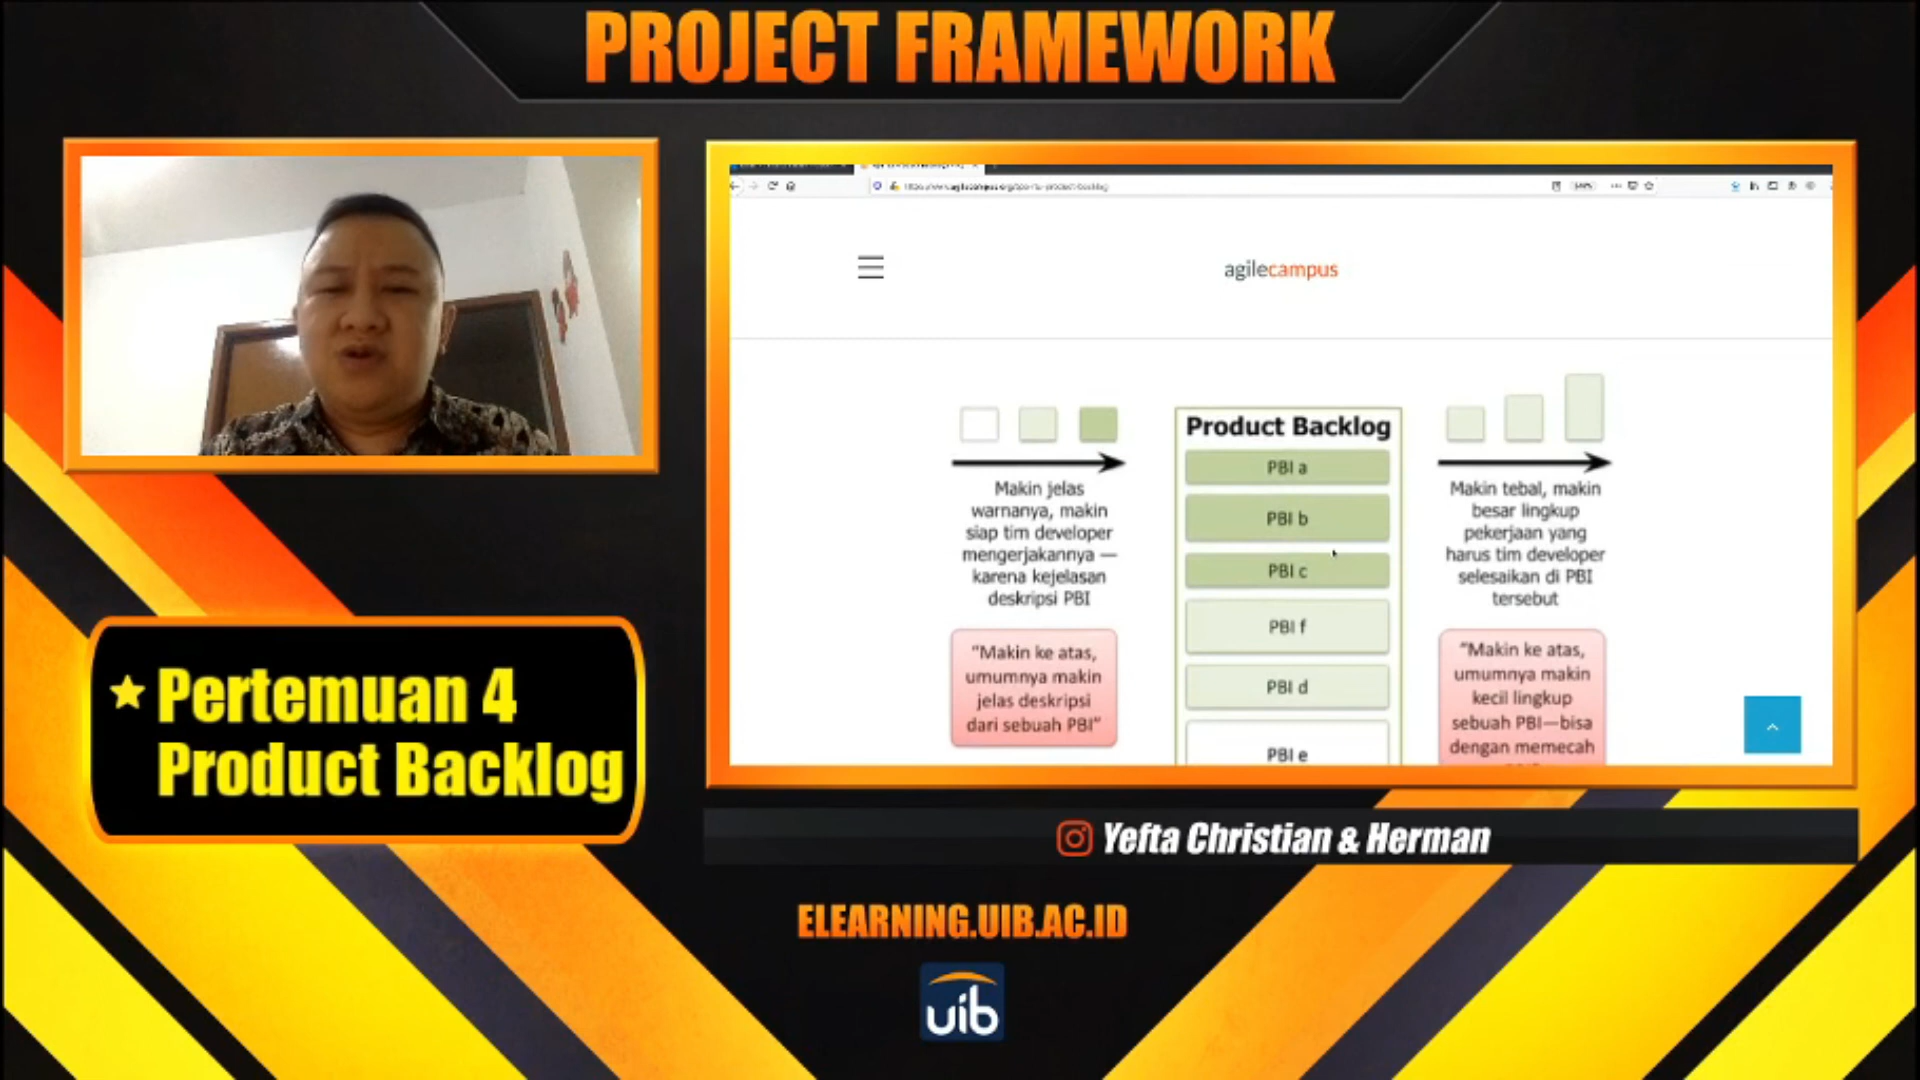 PROJECT FRAMEWORK
agilecampus
Makin jelas
warnanya, makin
siap tim developer
mengerjakannya —
karena kejelasan
deskripsi PBI
"Makin ke atas,
umumnya makin
jelas deskripsi
dari sebuah PBI"
Product Backlog
PBI a
PBI b
PBI c
PBI f
PBI d
PBI e
Makin tebal, makin
besar lingkup
pekerjaan yang
harus tim developer
selesaikan di PBI
tersebut
"Makin ke atas,
umumnya makin
kecil lingkup
sebuah PBI—bisa
dengan memecah
Pertemuan 4
Product Backlog
Yefta Christian & Herman
ELEARNING.UIB.AC.ID
uib